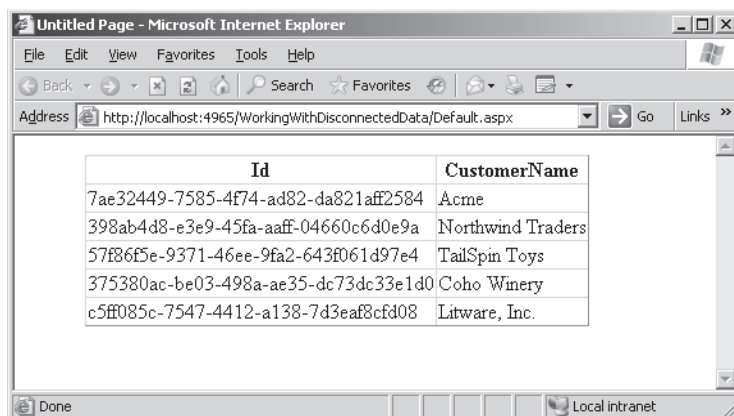 Untitled Page - Microsoft Internet Explorer
File Edit View Favorites Tools Help
Back Search Favorites
Address http://localhost:4965/WorkingWithDisconnectedData/Default.aspx Go Links »
Id CustomerName
7ae32449-7585-4f74-ad82-da821aff2584 Acme
398ab4d8-e3e9-45fa-aaff-04660c6d0e9a Northwind Traders
57f86f5e-9371-46ee-9fa2-643f061d97e4 TailSpin Toys
375380ac-be03-498a-ae35-dc73dc33e1d0 Coho Winery
c5ff085c-7547-4412-a138-7d3eaf8cfd08 Litware, Inc.
Done Local intranet